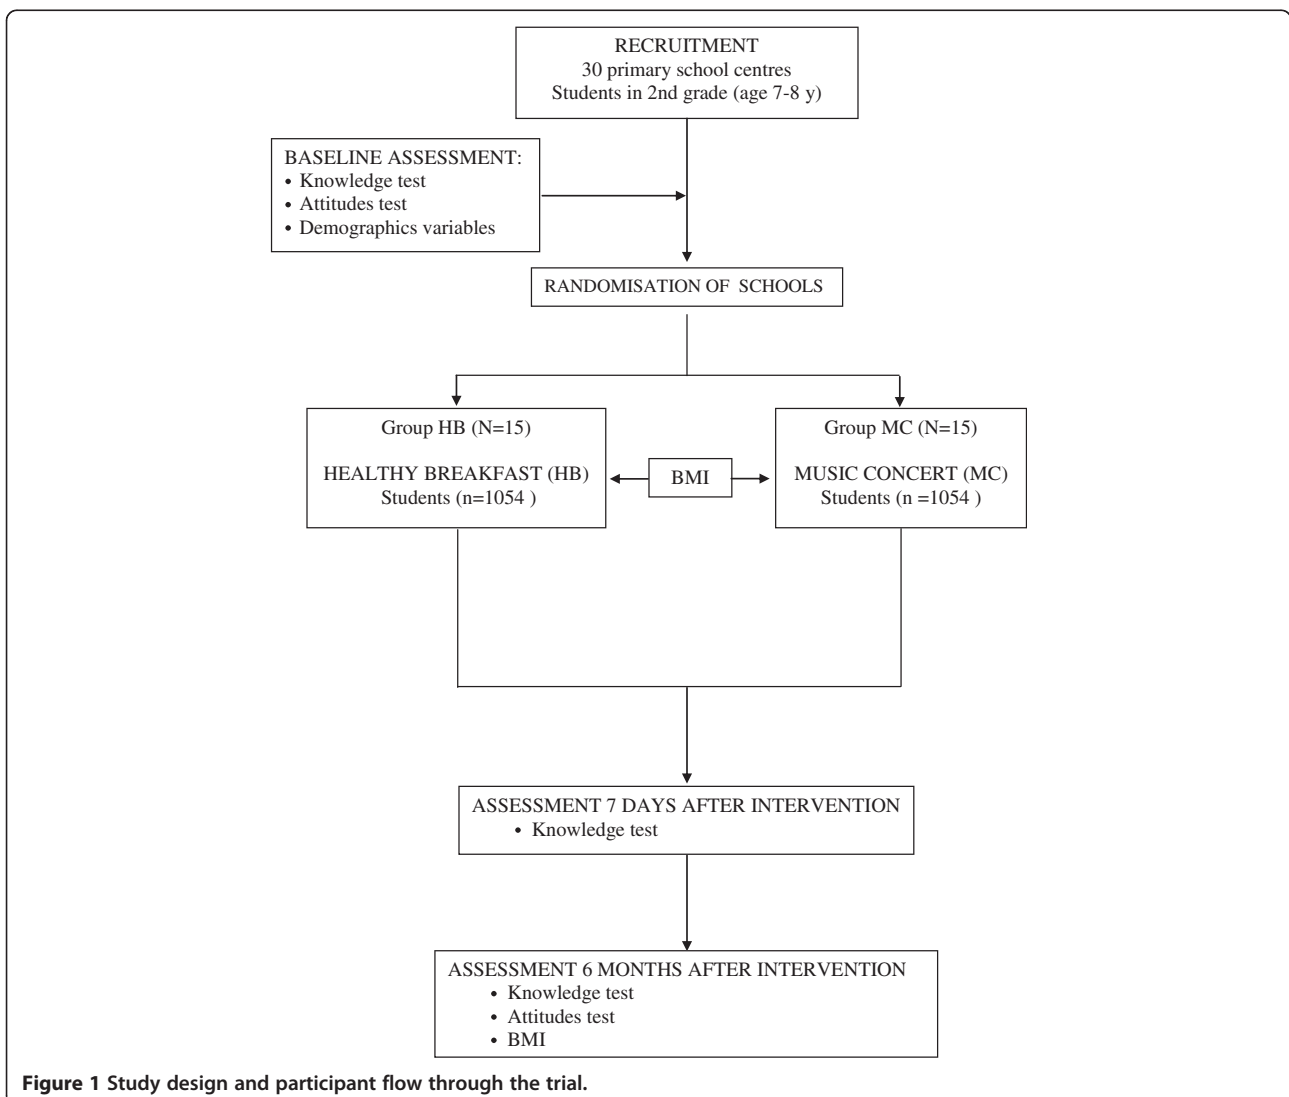 RECRUITMENT
30 primary school centres
Students in 2nd grade (age 7-8 y)
BASELINE ASSESSMENT:
• Knowledge test
• Attitudes test
• Demographics variables
RANDOMISATION OF SCHOOLS
Group HB (N=15)
HEALTHY BREAKFAST (HB)
Students (n=1054 )
BMI
Group MC (N=15)
MUSIC CONCERT (MC)
Students (n =1054 )
ASSESSMENT 7 DAYS AFTER INTERVENTION
• Knowledge test
ASSESSMENT 6 MONTHS AFTER INTERVENTION
• Knowledge test
• Attitudes test
• BMI
Figure 1 Study design and participant flow through the trial.